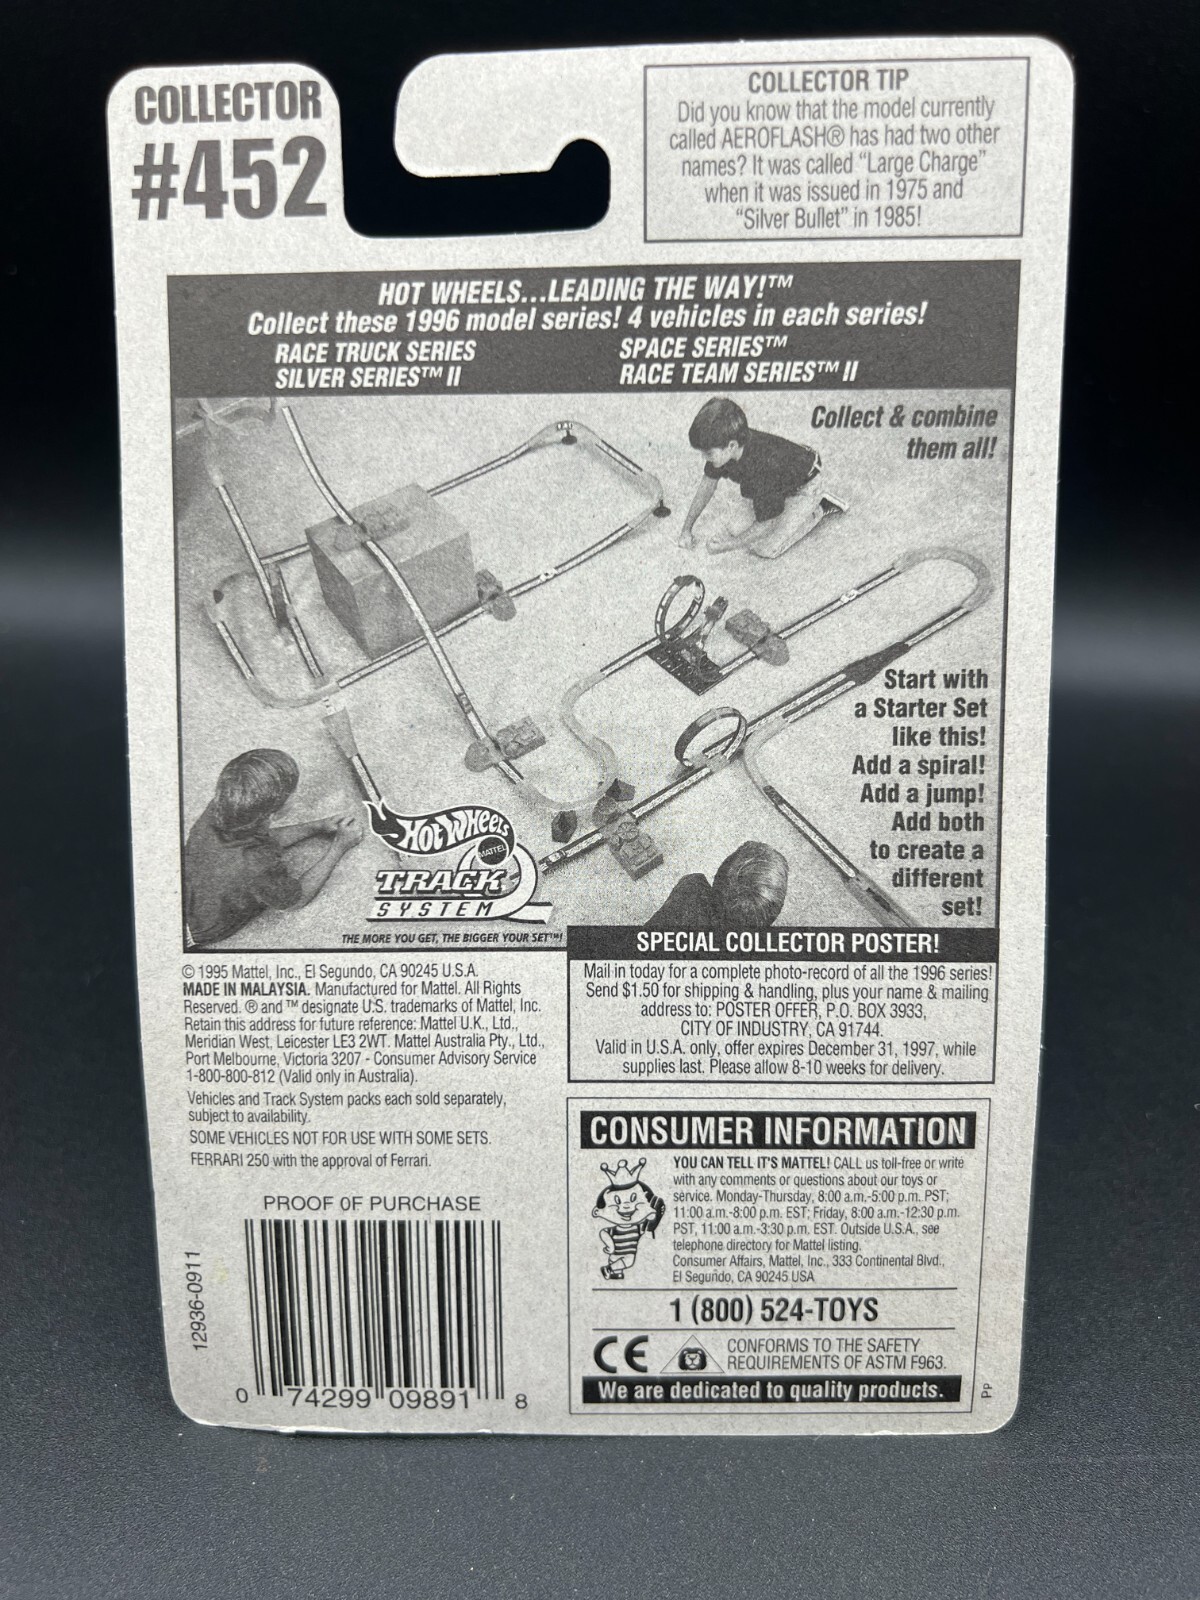 COLLECTOR
#452
COLLECTOR TIP
Did you know that the model currently
called AEROFLASH® has had two other
names? It was called "Large Charge"
when it was issued in 1975 and
"Silver Bullet" in 1985!
HOT WHEELS...LEADING THE WAY!™
Collect these 1996 model series! 4 vehicles in each series!
RACE TRUCK SERIES
SILVER SERIES™ II
SPACE SERIES™
RACE TEAM SERIES™ II
Collect & combine
them all!
Start with
a Starter Set
like this!
Add a spiral!
Add a jump!
Add both
to create a
different
set!
HOT WHEELS
MATTEL
TRACK
SYSTEM
THE MORE YOU GET, THE BIGGER YOUR SET™!
© 1995 Mattel, Inc., El Segundo, CA 90245 U.S.A.
MADE IN MALAYSIA. Manufactured for Mattel. All Rights
Reserved. ® and ™ designate U.S. trademarks of Mattel, Inc.
Retain this address for future reference: Mattel U.K., Ltd.,
Meridian West, Leicester LE3 2WT. Mattel Australia Pty., Ltd.,
Port Melbourne, Victoria 3207 - Consumer Advisory Service
1-800-800-812 (Valid only in Australia).
Vehicles and Track System packs each sold separately,
subject to availability.
SOME VEHICLES NOT FOR USE WITH SOME SETS.
FERRARI 250 with the approval of Ferrari.
PROOF OF PURCHASE
12936-0911
0 74299 09891 8
SPECIAL COLLECTOR POSTER!
Mail in today for a complete photo-record of all the 1996 series!
Send $1.50 for shipping & handling, plus your name & mailing
address to: POSTER OFFER, P.O. BOX 3933,
CITY OF INDUSTRY, CA 91744.
Valid in U.S.A. only, offer expires December 31, 1997, while
supplies last. Please allow 8-10 weeks for delivery.
CONSUMER INFORMATION
YOU CAN TELL IT'S MATTEL! CALL us toll-free or write
with any comments or questions about our toys or
service. Monday-Thursday, 8:00 a.m.-5:00 p.m. PST;
11:00 a.m.-8:00 p.m. EST; Friday, 8:00 a.m.-12:30 p.m.
PST, 11:00 a.m.-3:30 p.m. EST. Outside U.S.A., see
telephone directory for Mattel listing.
Consumer Affairs, Mattel, Inc., 333 Continental Blvd.,
El Segundo, CA 90245 USA
1 (800) 524-TOYS
CE
CONFORMS TO THE SAFETY
REQUIREMENTS OF ASTM F963.
We are dedicated to quality products.
Pp